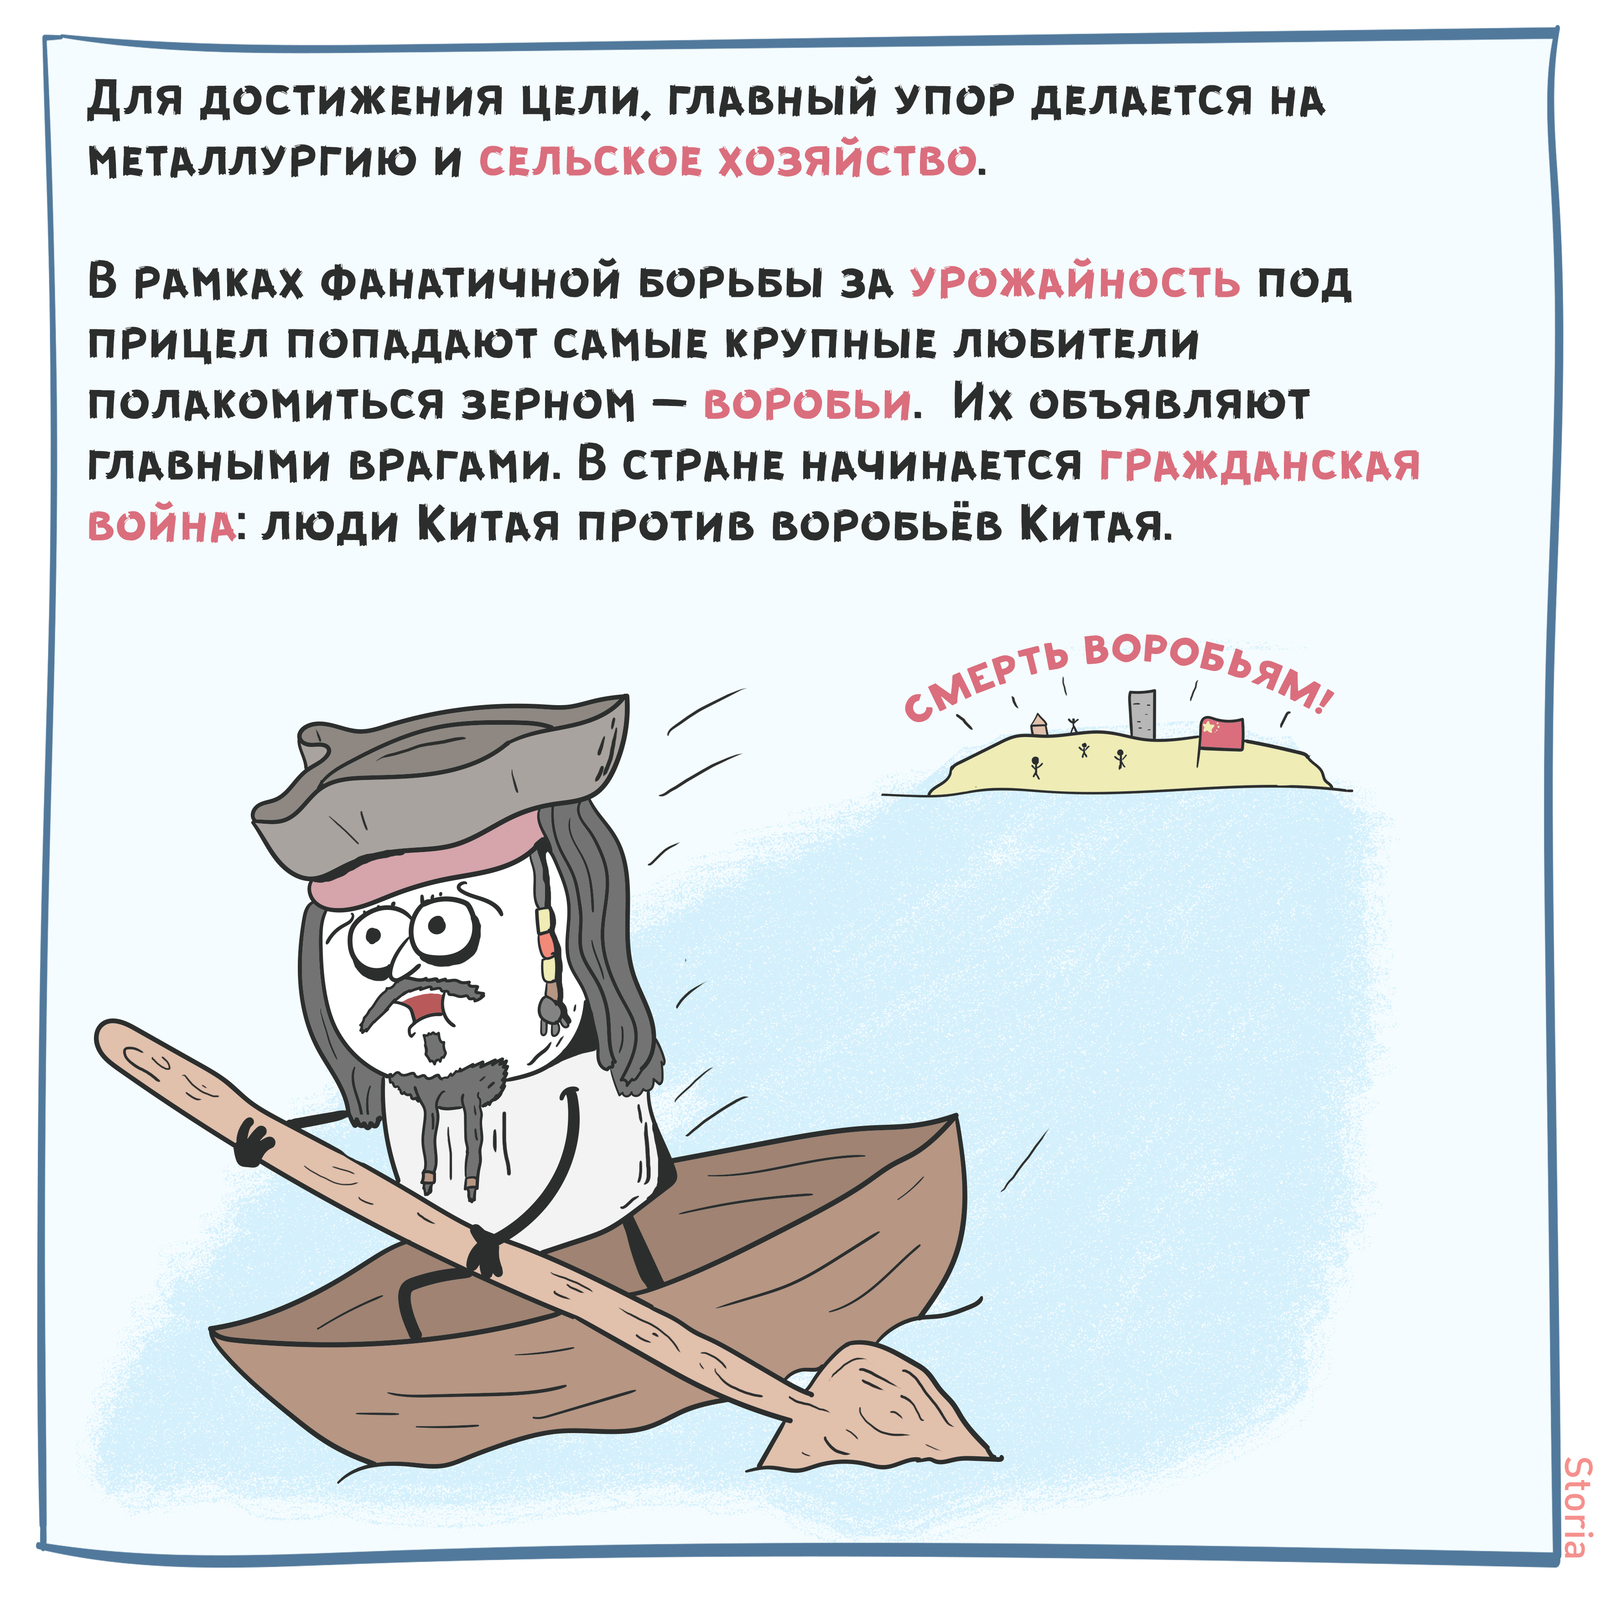 Для достижения цели, главный упор делается на
металлургию и сельское хозяйство.
В рамках фанатичной борьбы за урожайность под
прицел попадают самые крупные любители
полакомиться зерном – воробьи. Их объявляют
главными врагами. В стране начинается гражданская
война: люди Китая против воробьёв Китая.
СМЕРТЬ ВОРОБЬЯМ!
Storia